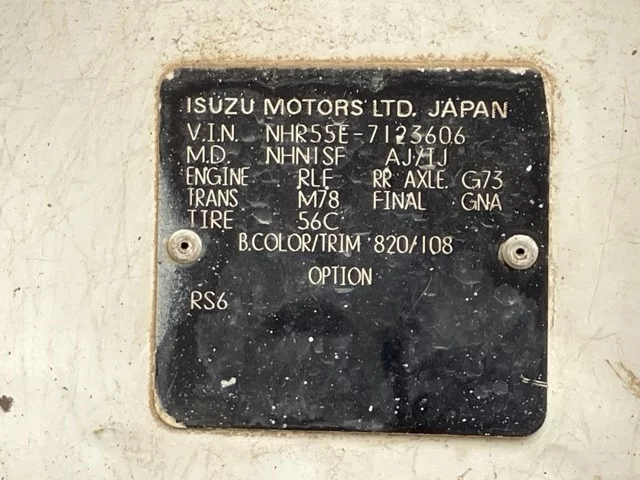 ISUZU MOTORS LTD. JAPAN
V.I.N. NHR55E-7123606
M.D. NHN1SF AJ/IJ
ENGINE RLF RR AXLE. G73
TRANS M78 FINAL GNA
TIRE 56C
B.COLOR/TRIM 820/108
OPTION
RS6